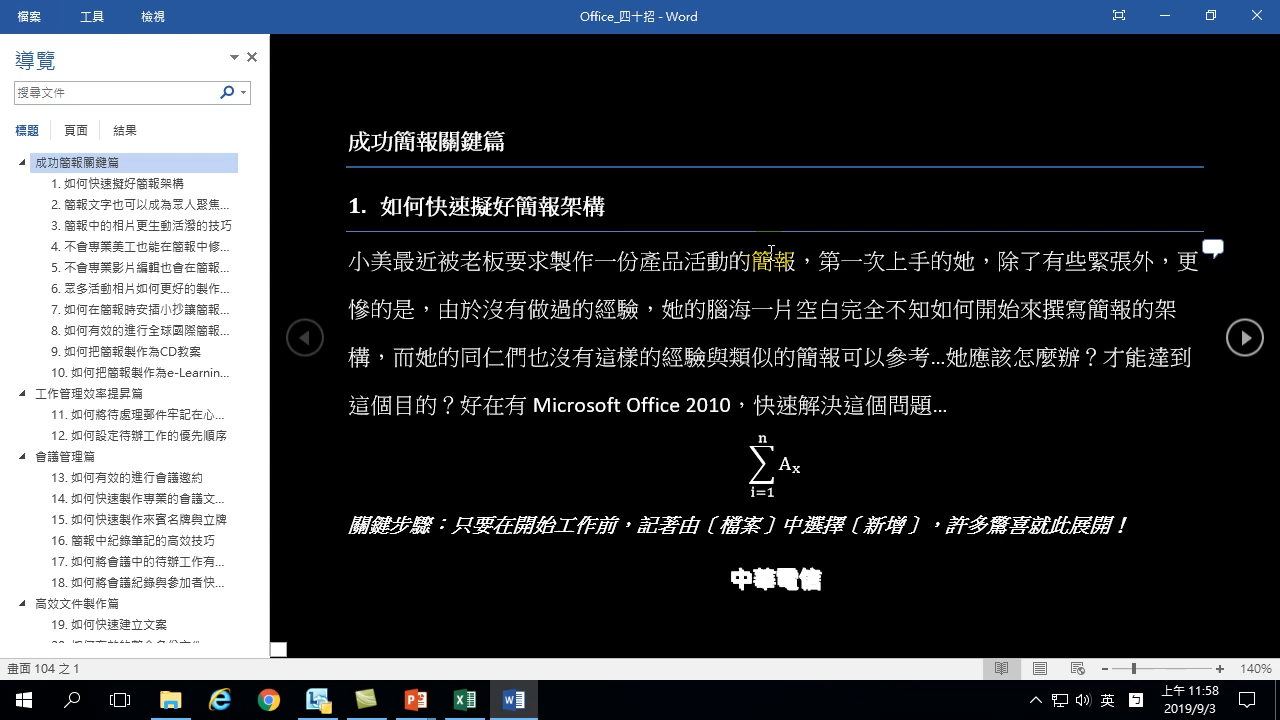 檔案 工具 檢視 Office_四十招 - Word
導覽
搜尋文件
標題 頁面 結果
成功簡報關鍵篇
1. 如何快速擬好簡報架構
2. 簡報文字也可以成為眾人聚焦...
3. 簡報中的相片更生動活潑的技巧
4. 不會專業美工也能在簡報中修...
5. 不會專業影片編輯也會在簡報...
6. 眾多活動相片如何更好的製作...
7. 如何在簡報時安插小抄讓簡報...
8. 如何有效的進行全球國際簡報...
9. 如何把簡報製作為CD教案
10. 如何把簡報製作為e-Learnin...
工作管理效率提昇篇
11. 如何將待處理郵件牢記在心...
12. 如何設定待辦工作的優先順序
會議管理篇
13. 如何有效的進行會議邀約
14. 如何快速製作專業的會議文...
15. 如何快速製作來賓名牌與立牌
16. 簡報中紀錄筆記的高效技巧
17. 如何將會議中的待辦工作有...
18. 如何將會議紀錄與參加者快...
高效文件製作篇
19. 如何快速建立文案
成功簡報關鍵篇
1. 如何快速擬好簡報架構
小美最近被老板要求製作一份產品活動的簡報，第一次上手的她，除了有些緊張外，更
慘的是，由於沒有做過的經驗，她的腦海一片空白完全不知如何開始來撰寫簡報的架
構，而她的同仁們也沒有這樣的經驗與類似的簡報可以參考...她應該怎麼辦？才能達到
這個目的？好在有 Microsoft Office 2010，快速解決這個問題...
n
∑ Aₓ
i=1
關鍵步驟：只要在開始工作前，記著由〔檔案〕中選擇〔新增〕，許多驚喜就此展開！
中華電信
畫面 104 之 1 140%
英 上午 11:58
2019/9/3